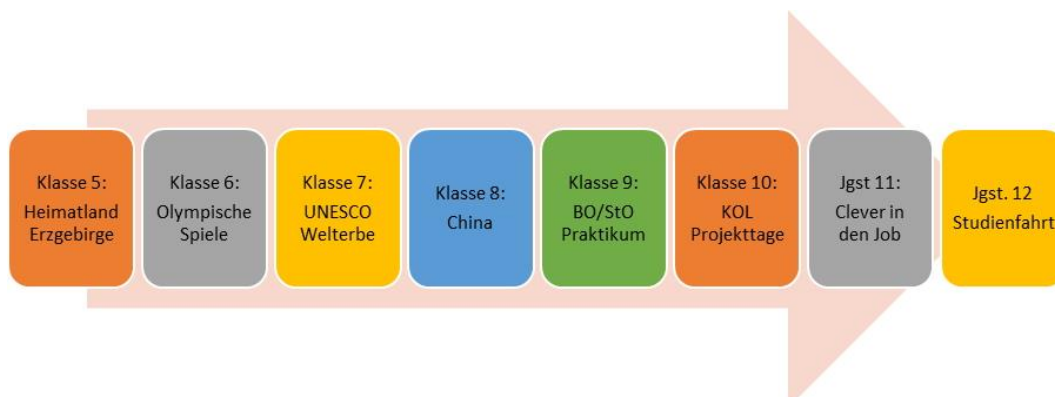 Klasse 5:
Heimatland
Erzgebirge
Klasse 6:
Olympische
Spiele
Klasse 7:
UNESCO
Welterbe
Klasse 8:
China
Klasse 9:
BO/StO
Praktikum
Klasse 10:
KOL
Projekttage
Jgst 11:
Clever in
den Job
Jgst. 12
Studienfahrt